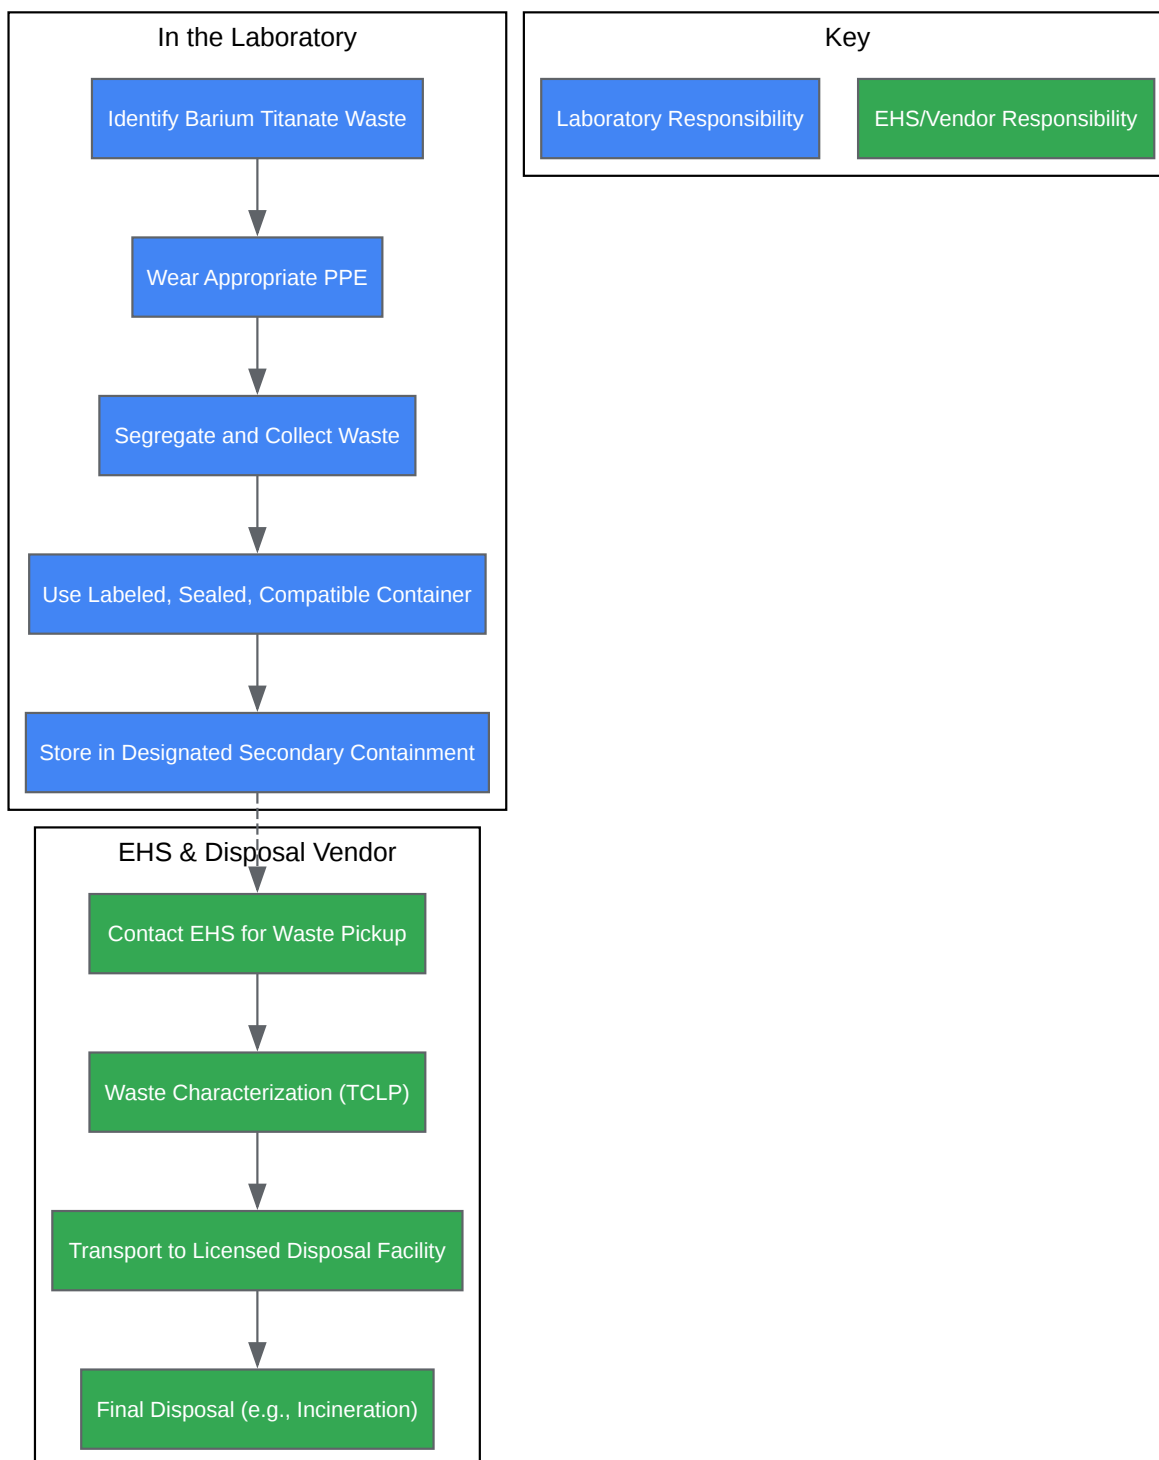 In the Laboratory
Identify Barium Titanate Waste
Wear Appropriate PPE
Segregate and Collect Waste
Use Labeled, Sealed, Compatible Container
Store in Designated Secondary Containment
EHS & Disposal Vendor
Contact EHS for Waste Pickup
Waste Characterization (TCLP)
Transport to Licensed Disposal Facility
Final Disposal (e.g., Incineration)
Key
Laboratory Responsibility
EHS/Vendor Responsibility